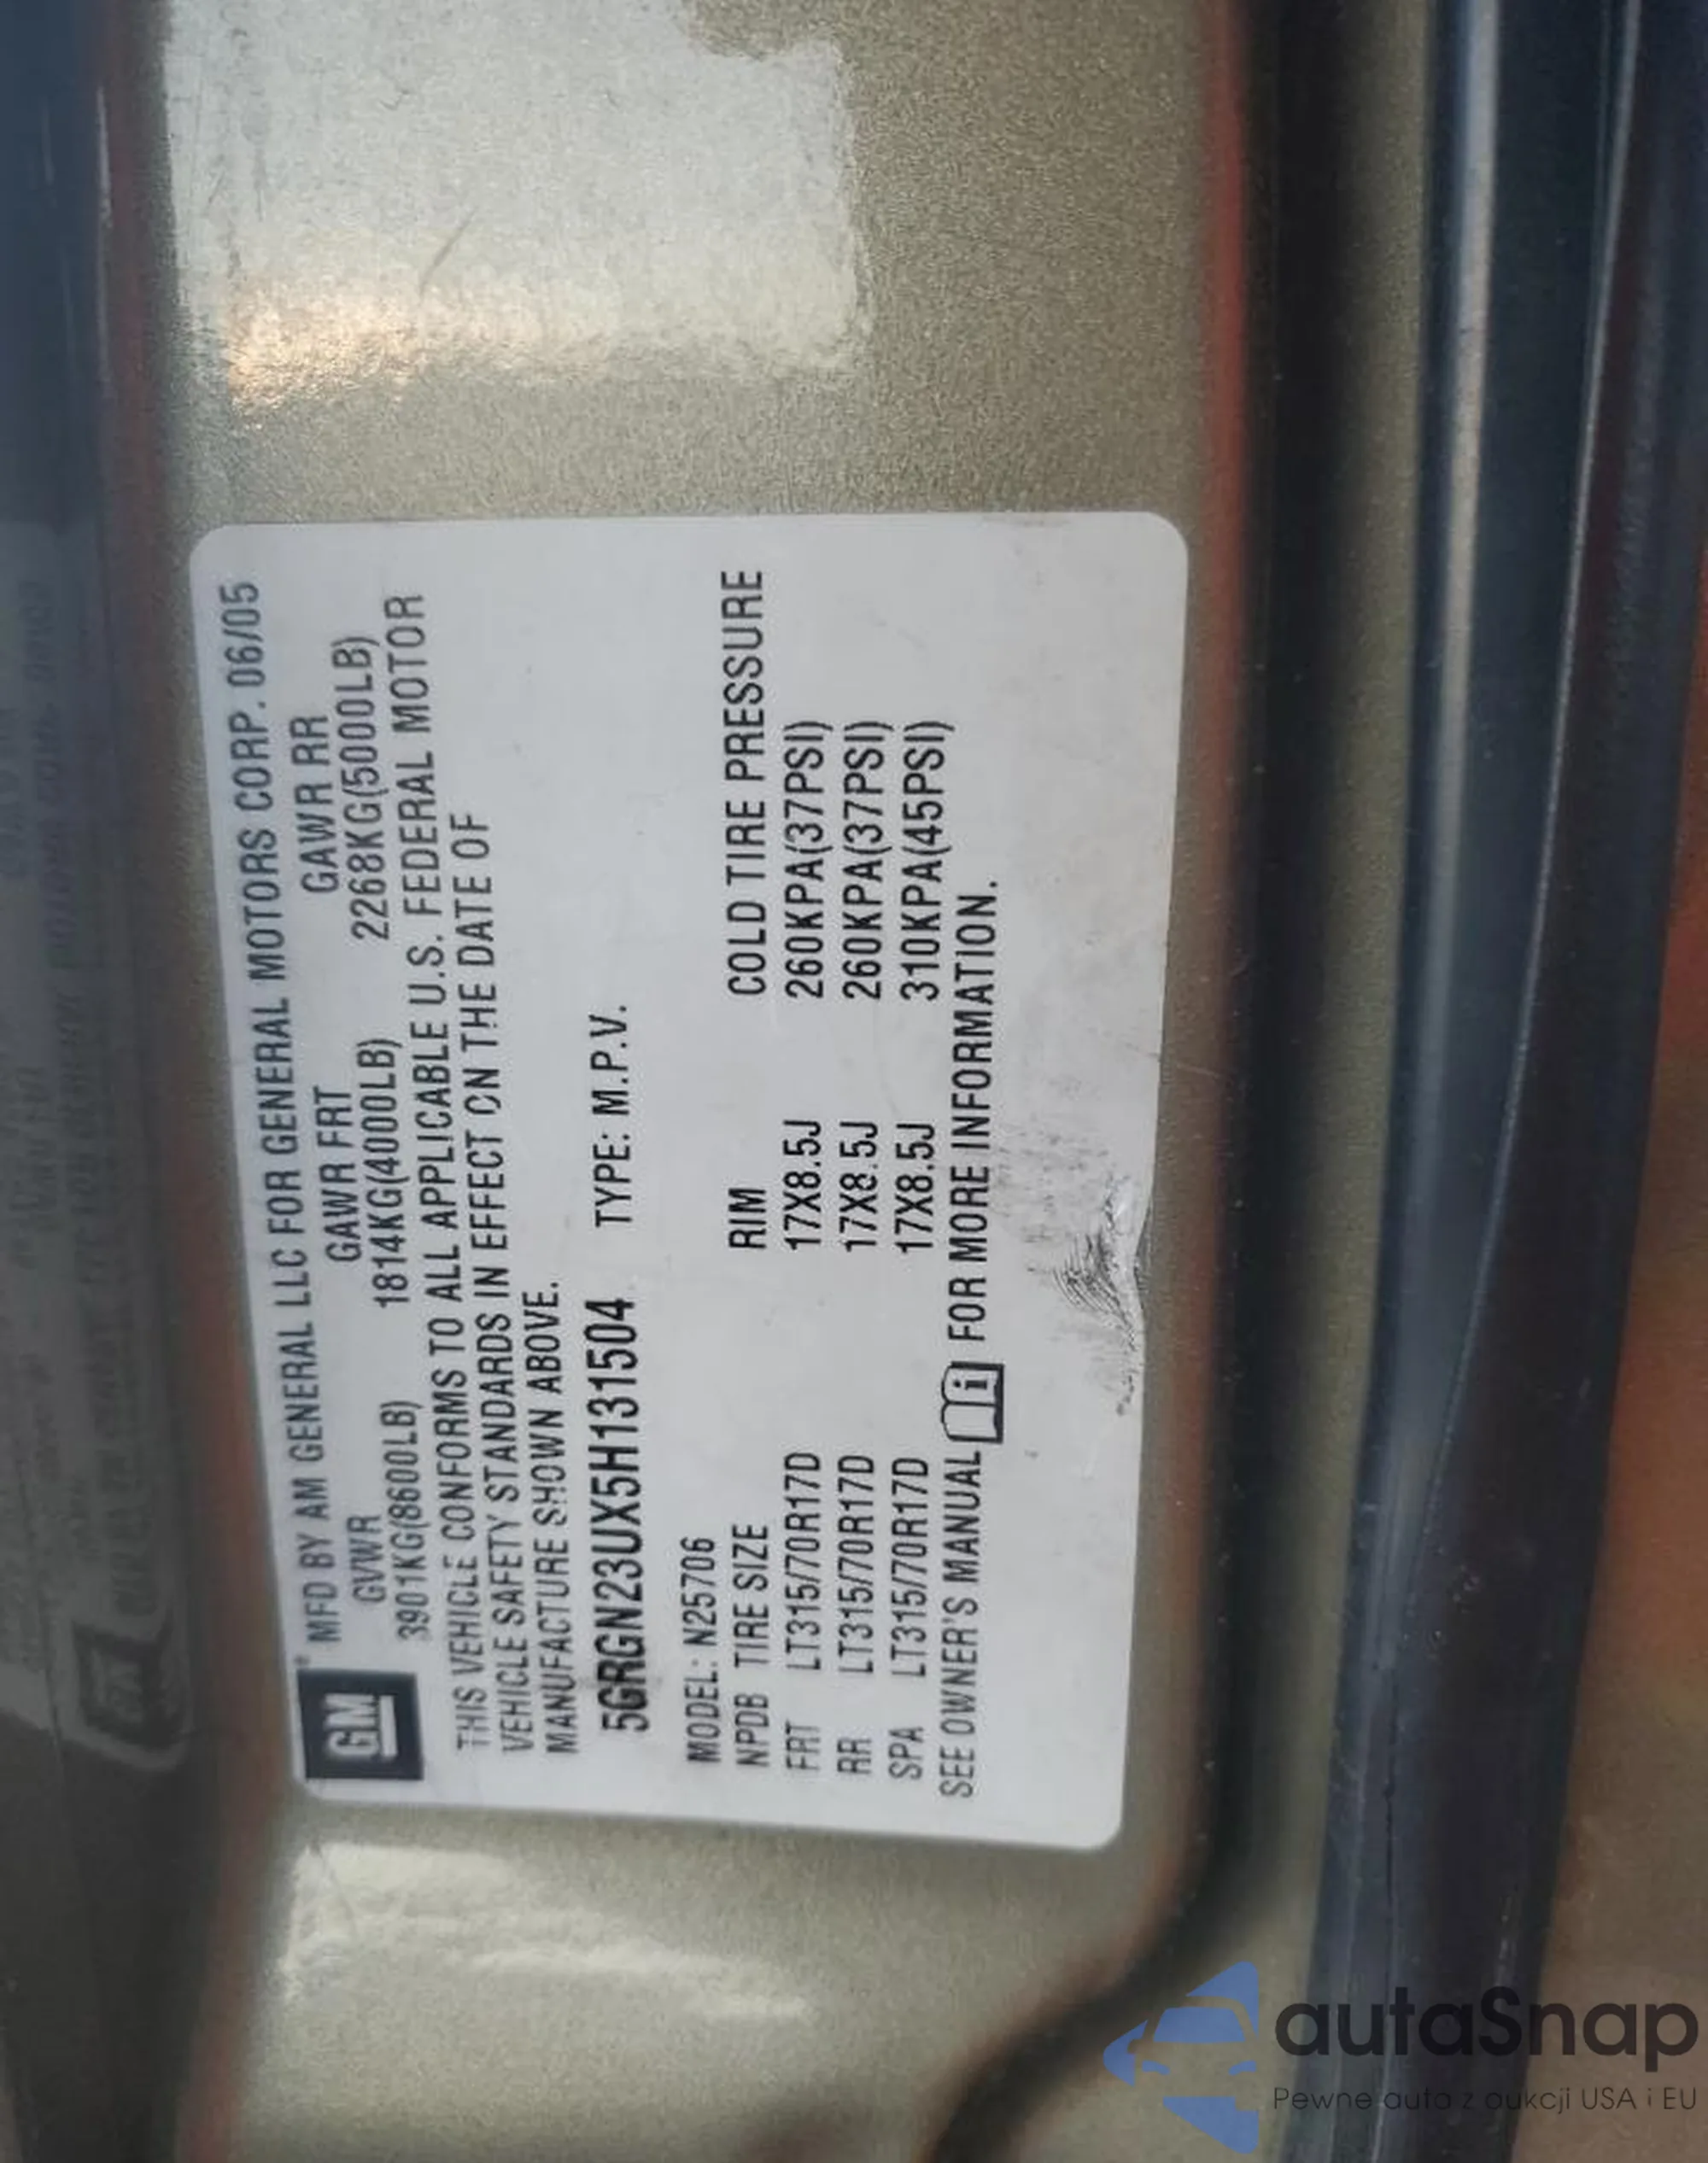 GM
MFD BY AM GENERAL LLC FOR GENERAL MOTORS CORP. 06/05
GVWR GAWR FRT GAWR RR
3901KG(8600LB) 1814KG(4000LB) 2268KG(5000LB)
THIS VEHICLE CONFORMS TO ALL APPLICABLE U.S. FEDERAL MOTOR
VEHICLE SAFETY STANDARDS IN EFFECT ON THE DATE OF
MANUFACTURE SHOWN ABOVE.
5GRGN23UX5H131504 TYPE: M.P.V.
MODEL: N25706
NPDB TIRE SIZE RIM COLD TIRE PRESSURE
FRT LT315/70R17D 17X8.5J 260KPA(37PSI)
RR LT315/70R17D 17X8.5J 260KPA(37PSI)
SPA LT315/70R17D 17X8.5J 310KPA(45PSI)
SEE OWNER'S MANUAL i FOR MORE INFORMATION.
autaSnap
Pewne auta z aukcji USA i EU